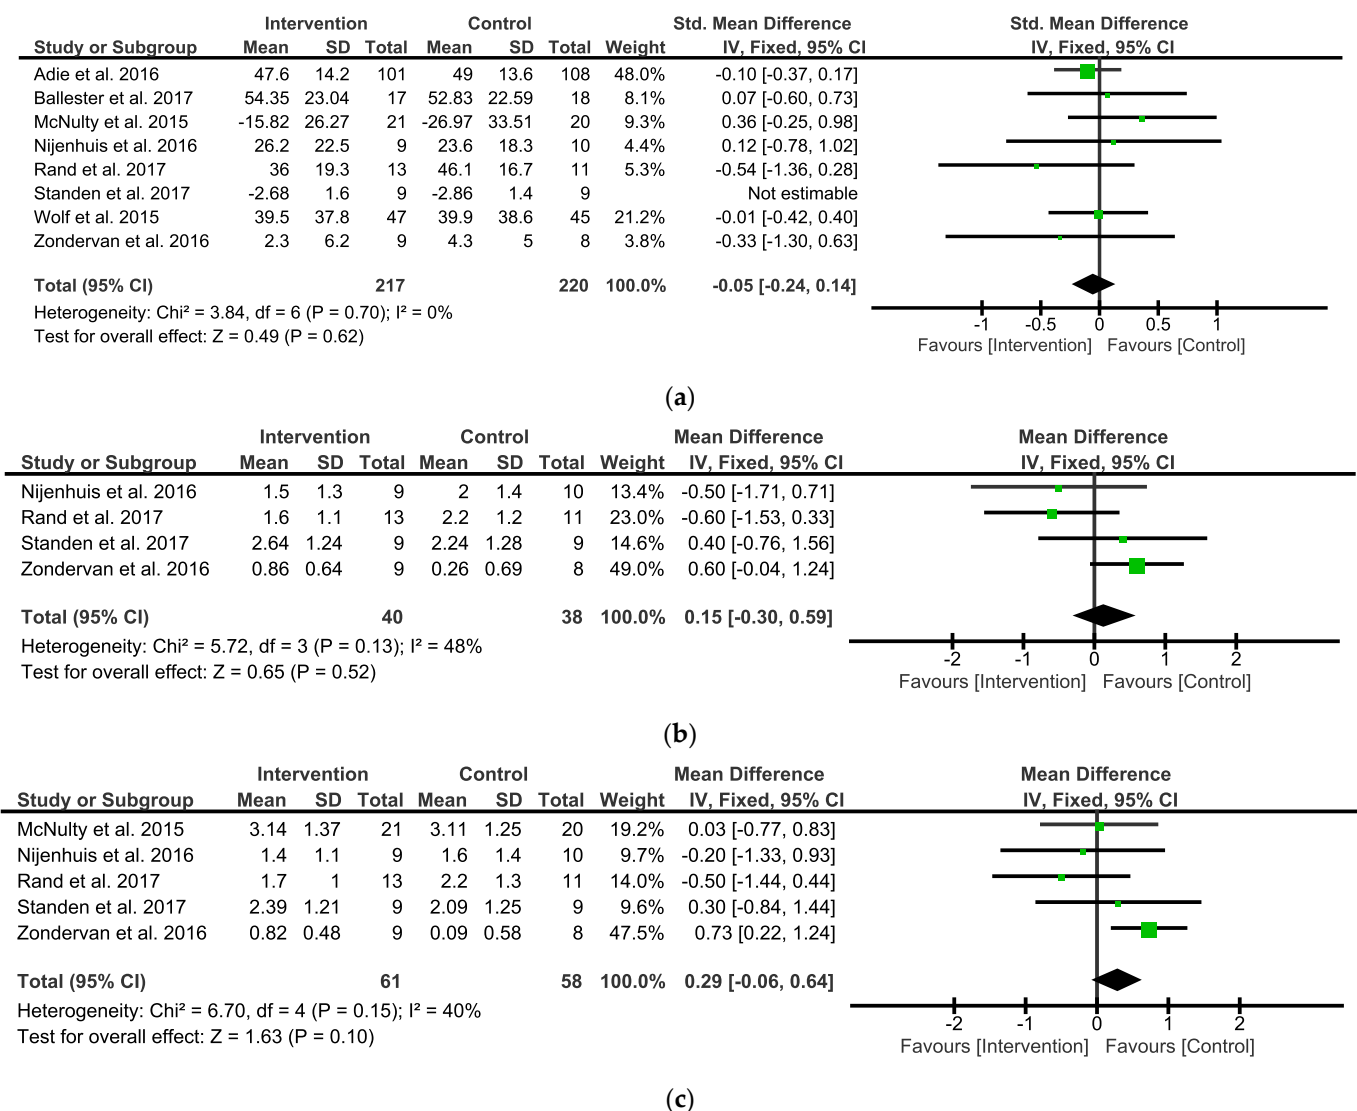 Intervention Control Std. Mean Difference Std. Mean Difference
Study or Subgroup Mean SD Total Mean SD Total Weight IV, Fixed, 95% CI IV, Fixed, 95% CI
Adie et al. 2016 47.6 14.2 101 49 13.6 108 48.0% -0.10 [-0.37, 0.17]
Ballester et al. 2017 54.35 23.04 17 52.83 22.59 18 8.1% 0.07 [-0.60, 0.73]
McNulty et al. 2015 -15.82 26.27 21 -26.97 33.51 20 9.3% 0.36 [-0.25, 0.98]
Nijenhuis et al. 2016 26.2 22.5 9 23.6 18.3 10 4.4% 0.12 [-0.78, 1.02]
Rand et al. 2017 36 19.3 13 46.1 16.7 11 5.3% -0.54 [-1.36, 0.28]
Standen et al. 2017 -2.68 1.6 9 -2.86 1.4 9 Not estimable
Wolf et al. 2015 39.5 37.8 47 39.9 38.6 45 21.2% -0.01 [-0.42, 0.40]
Zondervan et al. 2016 2.3 6.2 9 4.3 5 8 3.8% -0.33 [-1.30, 0.63]
Total (95% CI) 217 220 100.0% -0.05 [-0.24, 0.14]
Heterogeneity: Chi² = 3.84, df = 6 (P = 0.70); I² = 0%
Test for overall effect: Z = 0.49 (P = 0.62)
-1 -0.5 0 0.5 1
Favours [Intervention] Favours [Control]
(a)
Intervention Control Mean Difference Mean Difference
Study or Subgroup Mean SD Total Mean SD Total Weight IV, Fixed, 95% CI IV, Fixed, 95% CI
Nijenhuis et al. 2016 1.5 1.3 9 2 1.4 10 13.4% -0.50 [-1.71, 0.71]
Rand et al. 2017 1.6 1.1 13 2.2 1.2 11 23.0% -0.60 [-1.53, 0.33]
Standen et al. 2017 2.64 1.24 9 2.24 1.28 9 14.6% 0.40 [-0.76, 1.56]
Zondervan et al. 2016 0.86 0.64 9 0.26 0.69 8 49.0% 0.60 [-0.04, 1.24]
Total (95% CI) 40 38 100.0% 0.15 [-0.30, 0.59]
Heterogeneity: Chi² = 5.72, df = 3 (P = 0.13); I² = 48%
Test for overall effect: Z = 0.65 (P = 0.52)
-2 -1 0 1 2
Favours [Intervention] Favours [Control]
(b)
Intervention Control Mean Difference Mean Difference
Study or Subgroup Mean SD Total Mean SD Total Weight IV, Fixed, 95% CI IV, Fixed, 95% CI
McNulty et al. 2015 3.14 1.37 21 3.11 1.25 20 19.2% 0.03 [-0.77, 0.83]
Nijenhuis et al. 2016 1.4 1.1 9 1.6 1.4 10 9.7% -0.20 [-1.33, 0.93]
Rand et al. 2017 1.7 1 13 2.2 1.3 11 14.0% -0.50 [-1.44, 0.44]
Standen et al. 2017 2.39 1.21 9 2.09 1.25 9 9.6% 0.30 [-0.84, 1.44]
Zondervan et al. 2016 0.82 0.48 9 0.09 0.58 8 47.5% 0.73 [0.22, 1.24]
Total (95% CI) 61 58 100.0% 0.29 [-0.06, 0.64]
Heterogeneity: Chi² = 6.70, df = 4 (P = 0.15); I² = 40%
Test for overall effect: Z = 1.63 (P = 0.10)
-2 -1 0 1 2
Favours [Intervention] Favours [Control]
(c)